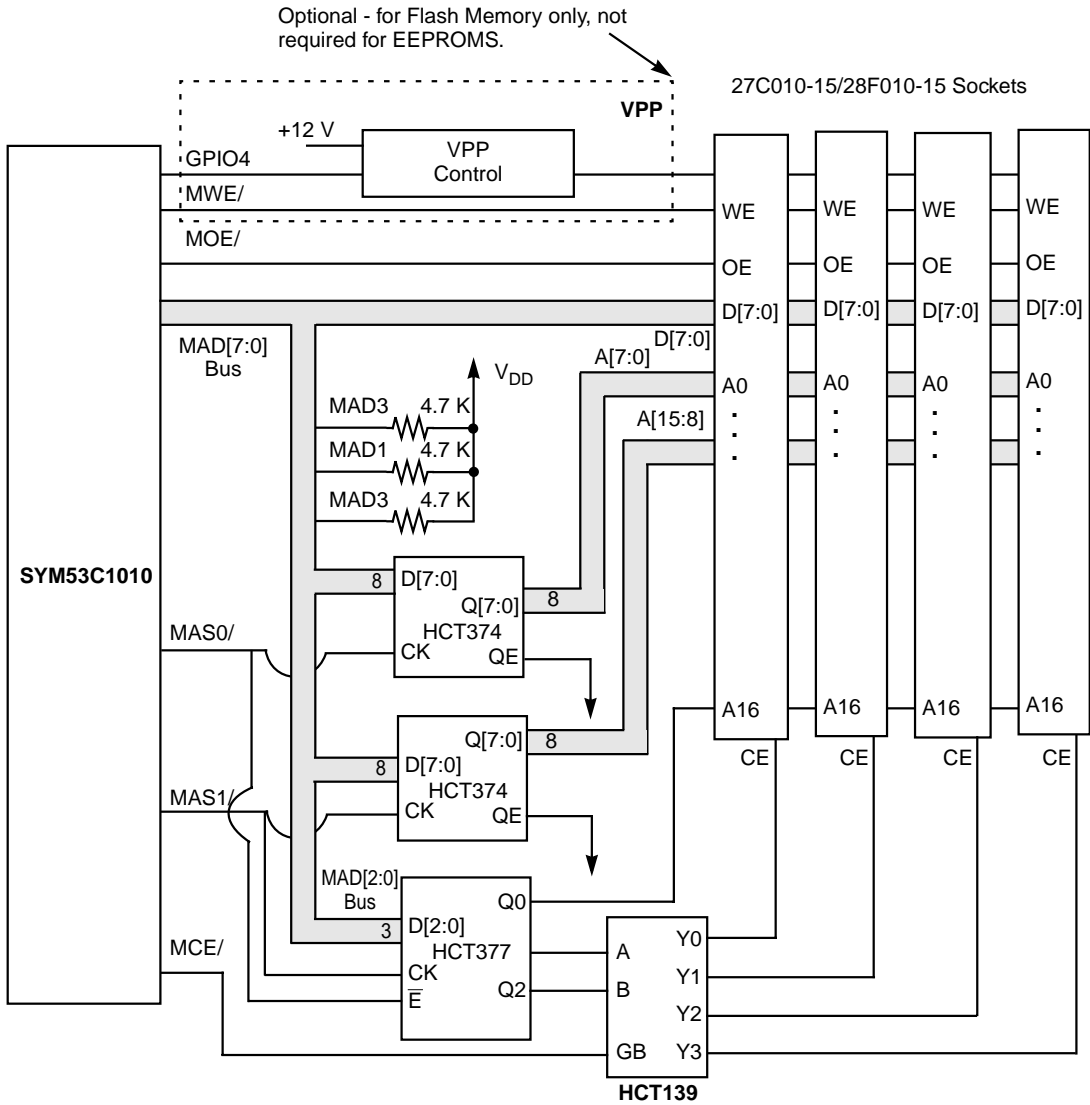 Optional - for Flash Memory only, not
required for EEPROMS.
27C010-15/28F010-15 Sockets
VPP
+12 V
VPP
Control
GPIO4
MWE/
MOE/
WE
WE
WE
WE
OE
OE
OE
OE
D[7:0]
D[7:0]
D[7:0]
D[7:0]
MAD[7:0]
Bus
D[7:0]
A[7:0]
VDD
A0
A0
A0
A0
MAD3
4.7 K
A[15:8]
MAD1
4.7 K
MAD3
4.7 K
SYM53C1010
8
D[7:0]
Q[7:0]
8
HCT374
CK
QE
MAS0/
A16
A16
A16
A16
Q[7:0]
8
8
D[7:0]
HCT374
CK
QE
CE
CE
CE
CE
MAS1/
MAD[2:0]
Bus
3
D[2:0]
Q0
HCT377
CK
E
Q2
MCE/
A
B
GB
Y0
Y1
Y2
Y3
HCT139